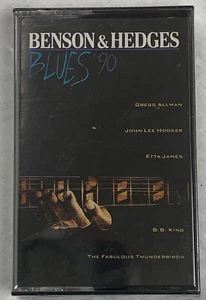 BENSON & HEDGES
BLUES '90
GREGG ALLMAN
JOHN LEE HOOKER
ETTA JAMES
B.B. KING
THE FABULOUS THUNDERBIRDS